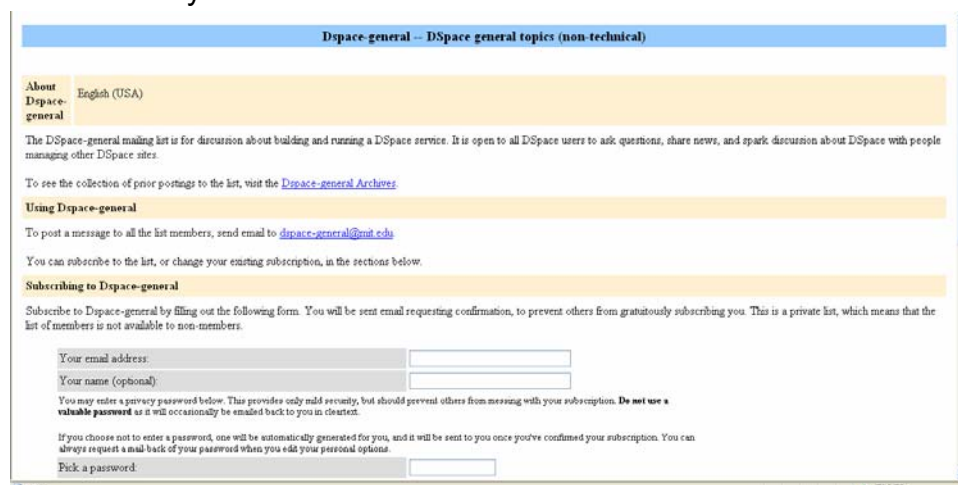 Dspace-general -- DSpace general topics (non-technical)
About
Dspace-
general
English (USA)
The DSpace-general mailing list is for discussion about building and running a DSpace service. It is open to all DSpace users to ask questions, share news, and spark discussion about DSpace with people
managing other DSpace sites.
To see the collection of prior postings to the list, visit the Dspace-general Archives.
Using Dspace-general
To post a message to all the list members, send email to dspace-general@mit.edu.
You can subscribe to the list, or change your existing subscription, in the sections below.
Subscribing to Dspace-general
Subscribe to Dspace-general by filling out the following form. You will be sent email requesting confirmation, to prevent others from gratuitously subscribing you. This is a private list, which means that the
list of members is not available to non-members.
Your email address:
Your name (optional):
You may enter a privacy password below. This provides only mild security, but should prevent others from messing with your subscription. Do not use a
valuable password as it will occasionally be emailed back to you in cleartext.
If you choose not to enter a password, one will be automatically generated for you, and it will be sent to you once you've confirmed your subscription. You can
always request a mail-back of your password when you edit your personal options.
Pick a password: